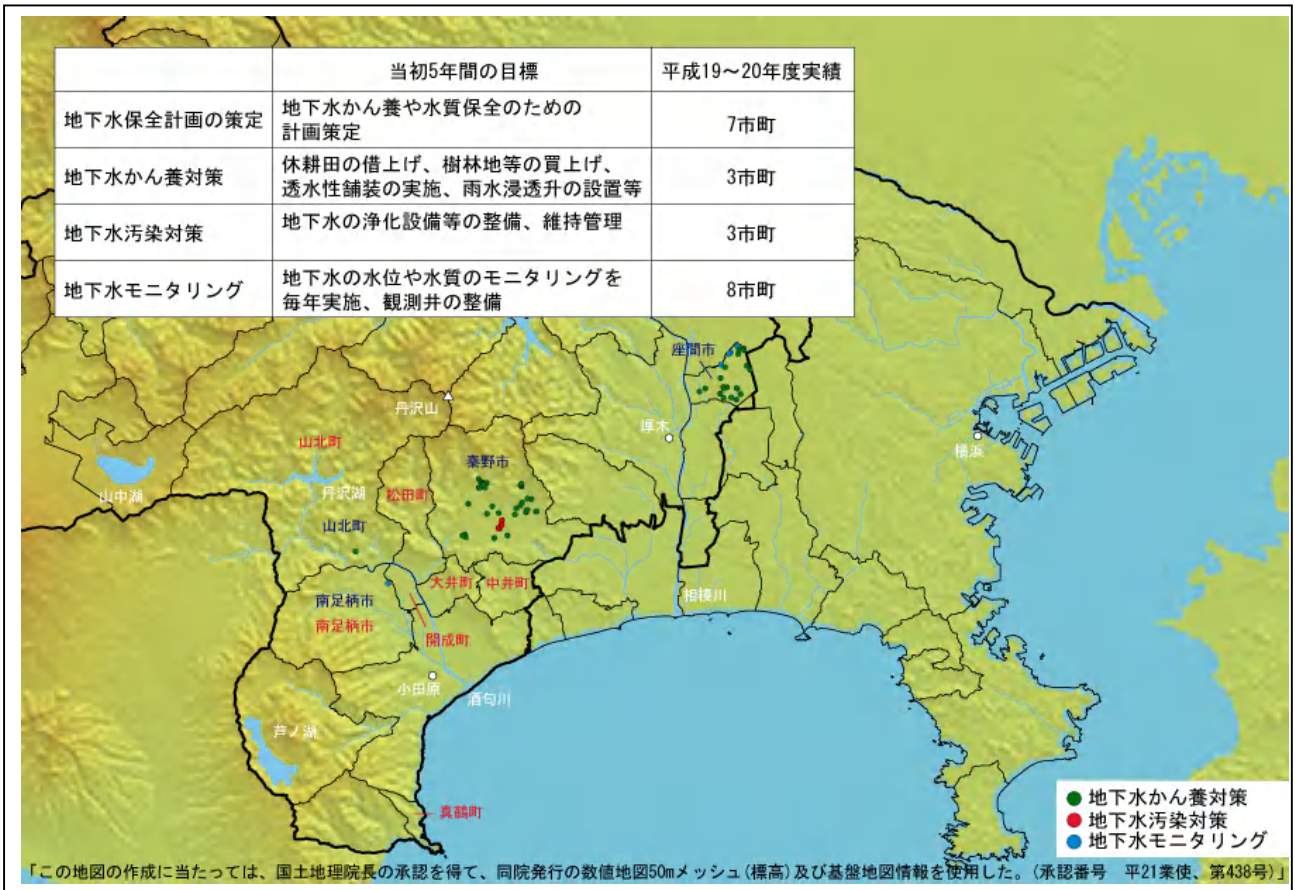 当初5年間の目標 平成19～20年度実績
地下水保全計画の策定 地下水かん養や水質保全のための
計画策定 7市町
地下水かん養対策 休耕田の借上げ、樹林地等の買上げ、
透水性舗装の実施、雨水浸透升の設置等 3市町
地下水汚染対策 地下水の浄化設備等の整備、維持管理 3市町
地下水モニタリング 地下水の水位や水質のモニタリングを
毎年実施、観測井の整備 8市町
座間市
丹沢山
厚木
横浜
山北町
秦野市
山中湖
丹沢湖
松田町
山北町
大井町
中井町
南足柄市
南足柄市
相模川
開成町
小田原
酒匂川
芦ノ湖
真鶴町
地下水かん養対策
地下水汚染対策
地下水モニタリング
「この地図の作成に当たっては、国土地理院長の承認を得て、同院発行の数値地図50mメッシュ(標高)及び基盤地図情報を使用した。(承認番号 平21業使、第438号)」